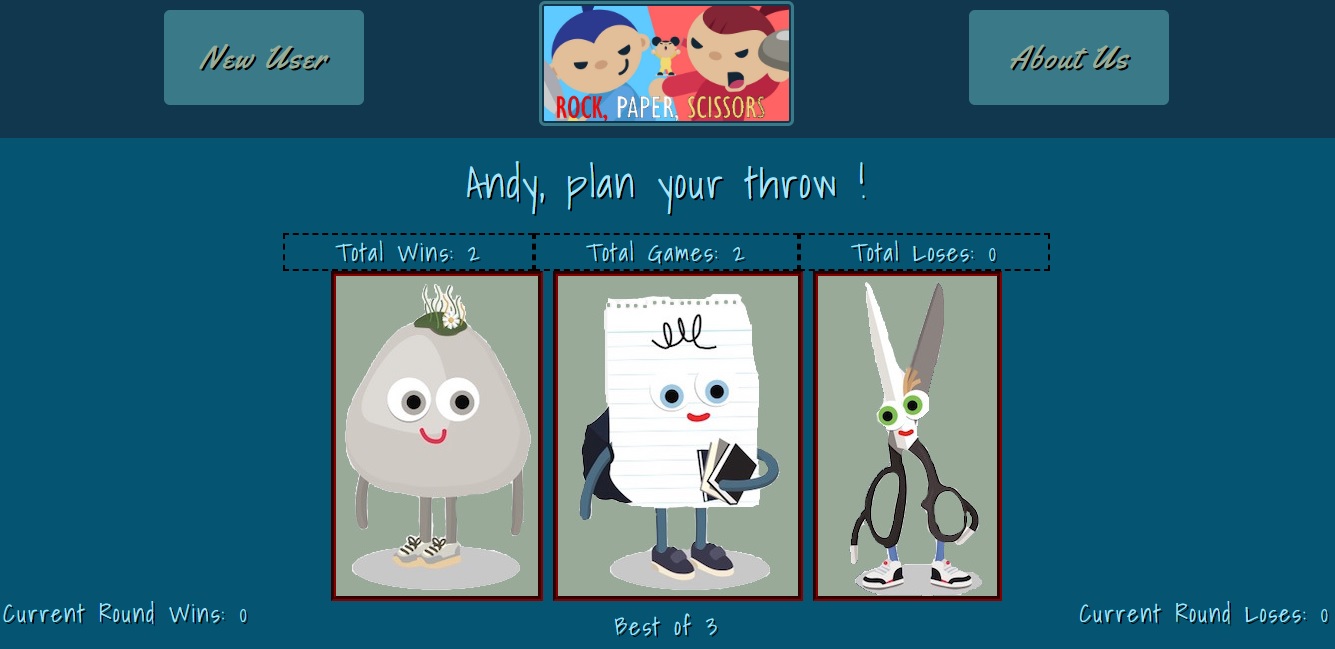 New User
ROCK, PAPER, SCISSORS
About Us
Andy, plan your throw !
Total Wins: 2
Total Games: 2
Total Loses: 0
Current Round Wins: 0
Best of 3
Current Round Loses: 0